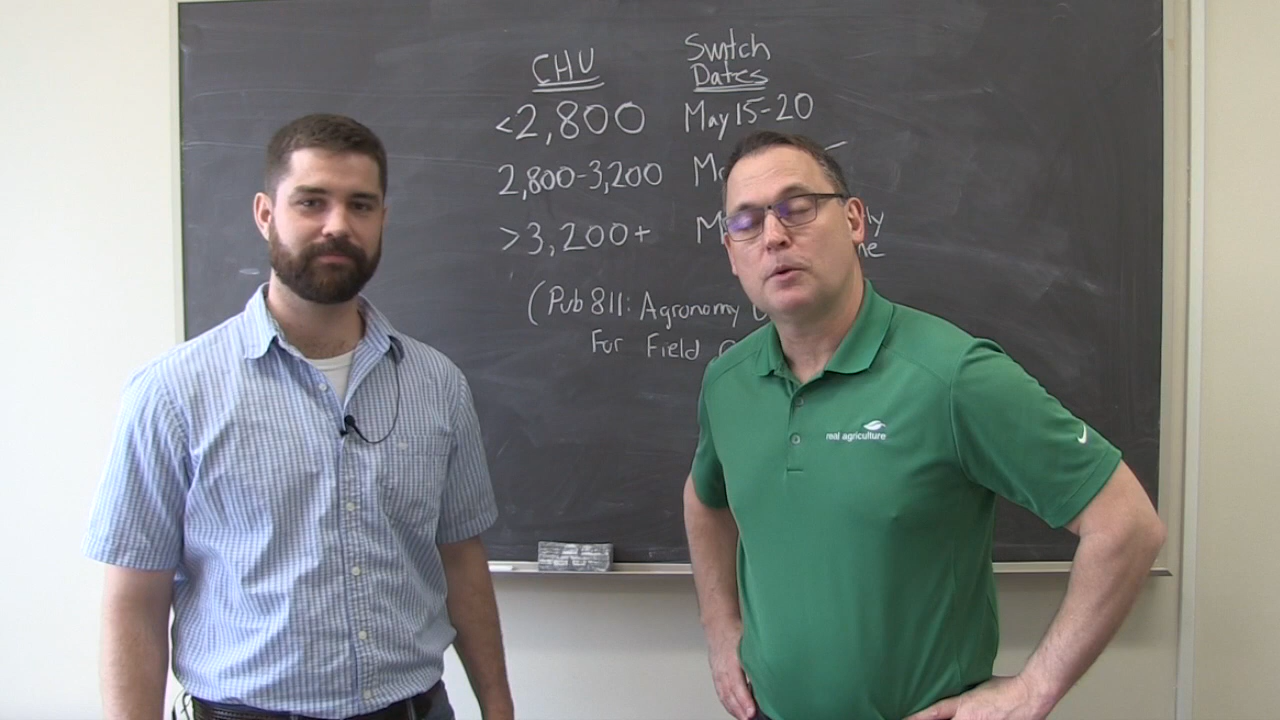 CHU Switch Dates
<2,800 May 15-20
2,800-3,200
>3,200+
(Pub 811: Agronomy
For Field
real agriculture